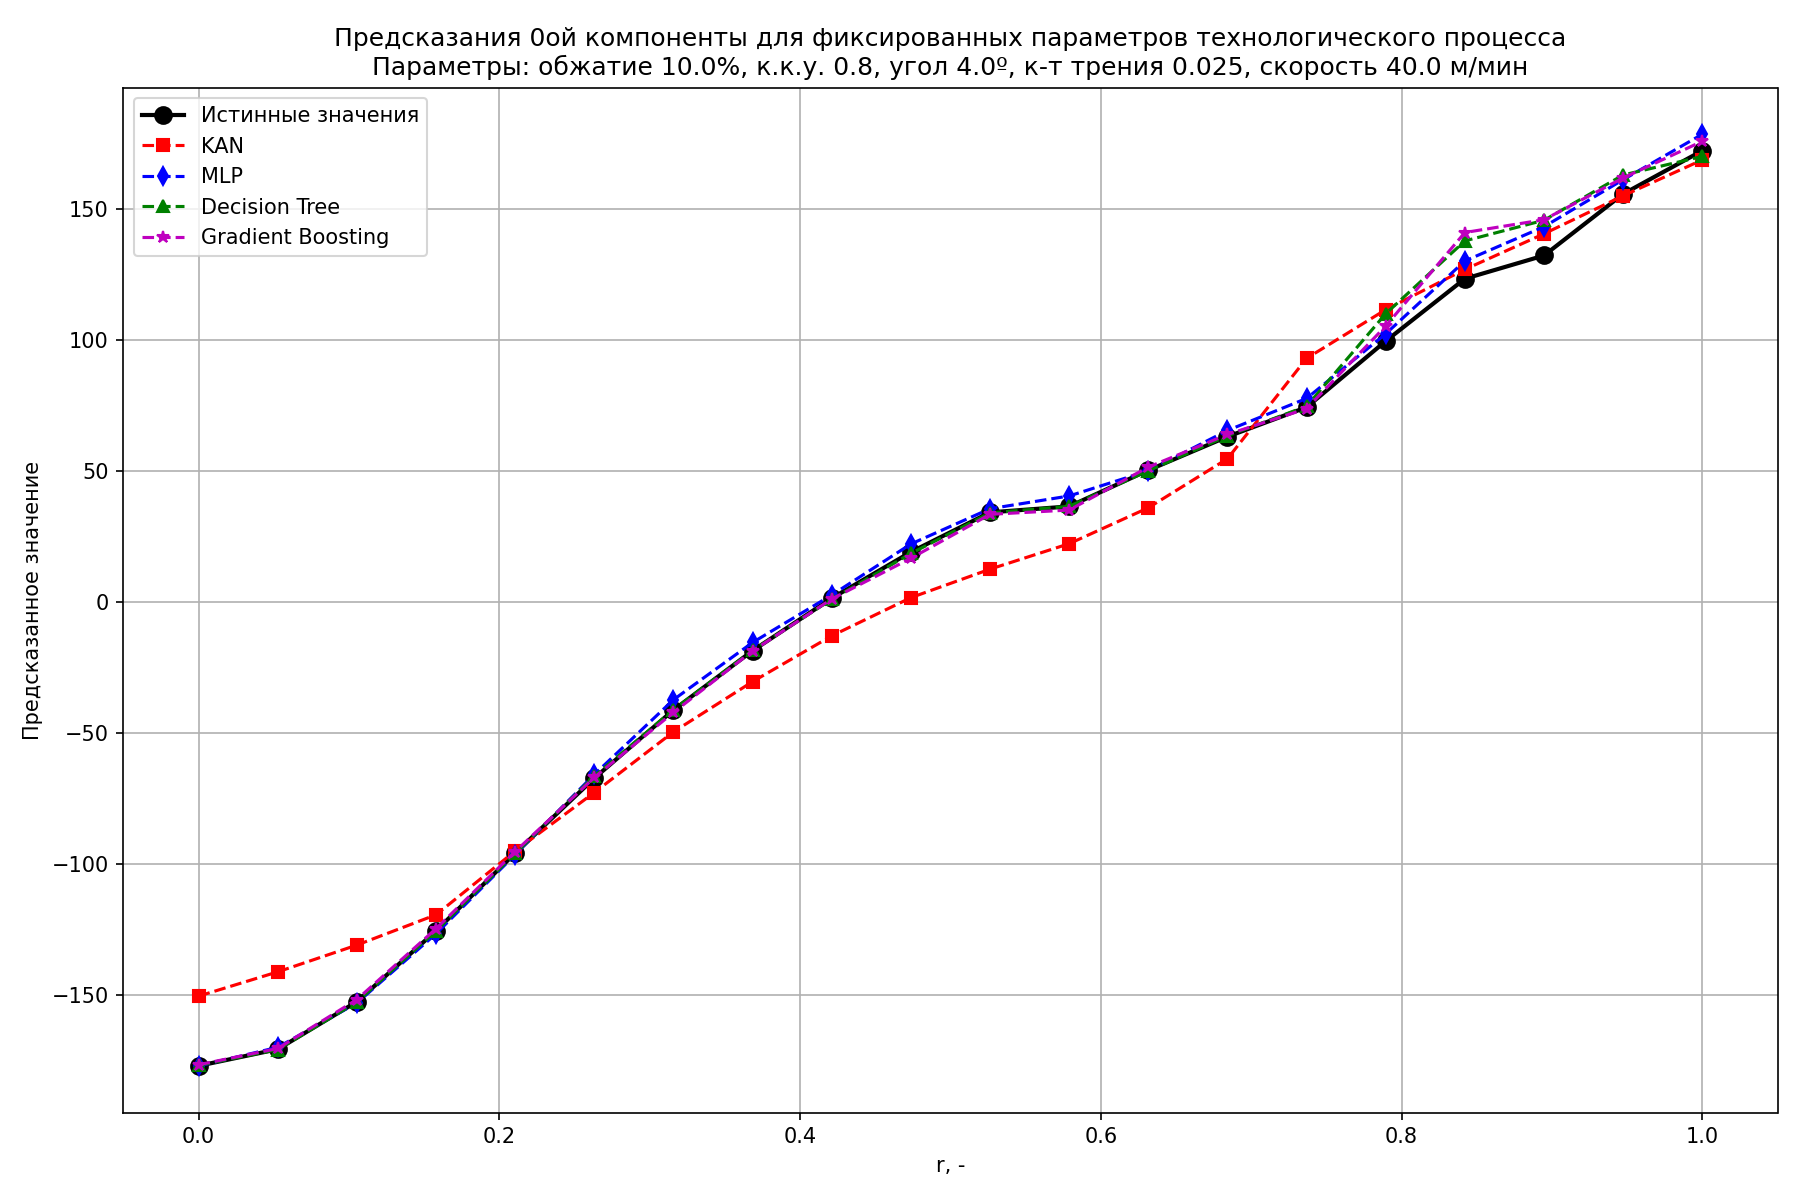 Предсказания 0ой компоненты для фиксированных параметров технологического процесса
Параметры: обжатие 10.0%, к.к.у. 0.8, угол 4.0º, к-т трения 0.025, скорость 40.0 м/мин
Истинные значения
KAN
MLP
Decision Tree
Gradient Boosting
Предсказанное значение
150
100
50
0
−50
−100
−150
0.0
0.2
0.4
0.6
0.8
1.0
r, -